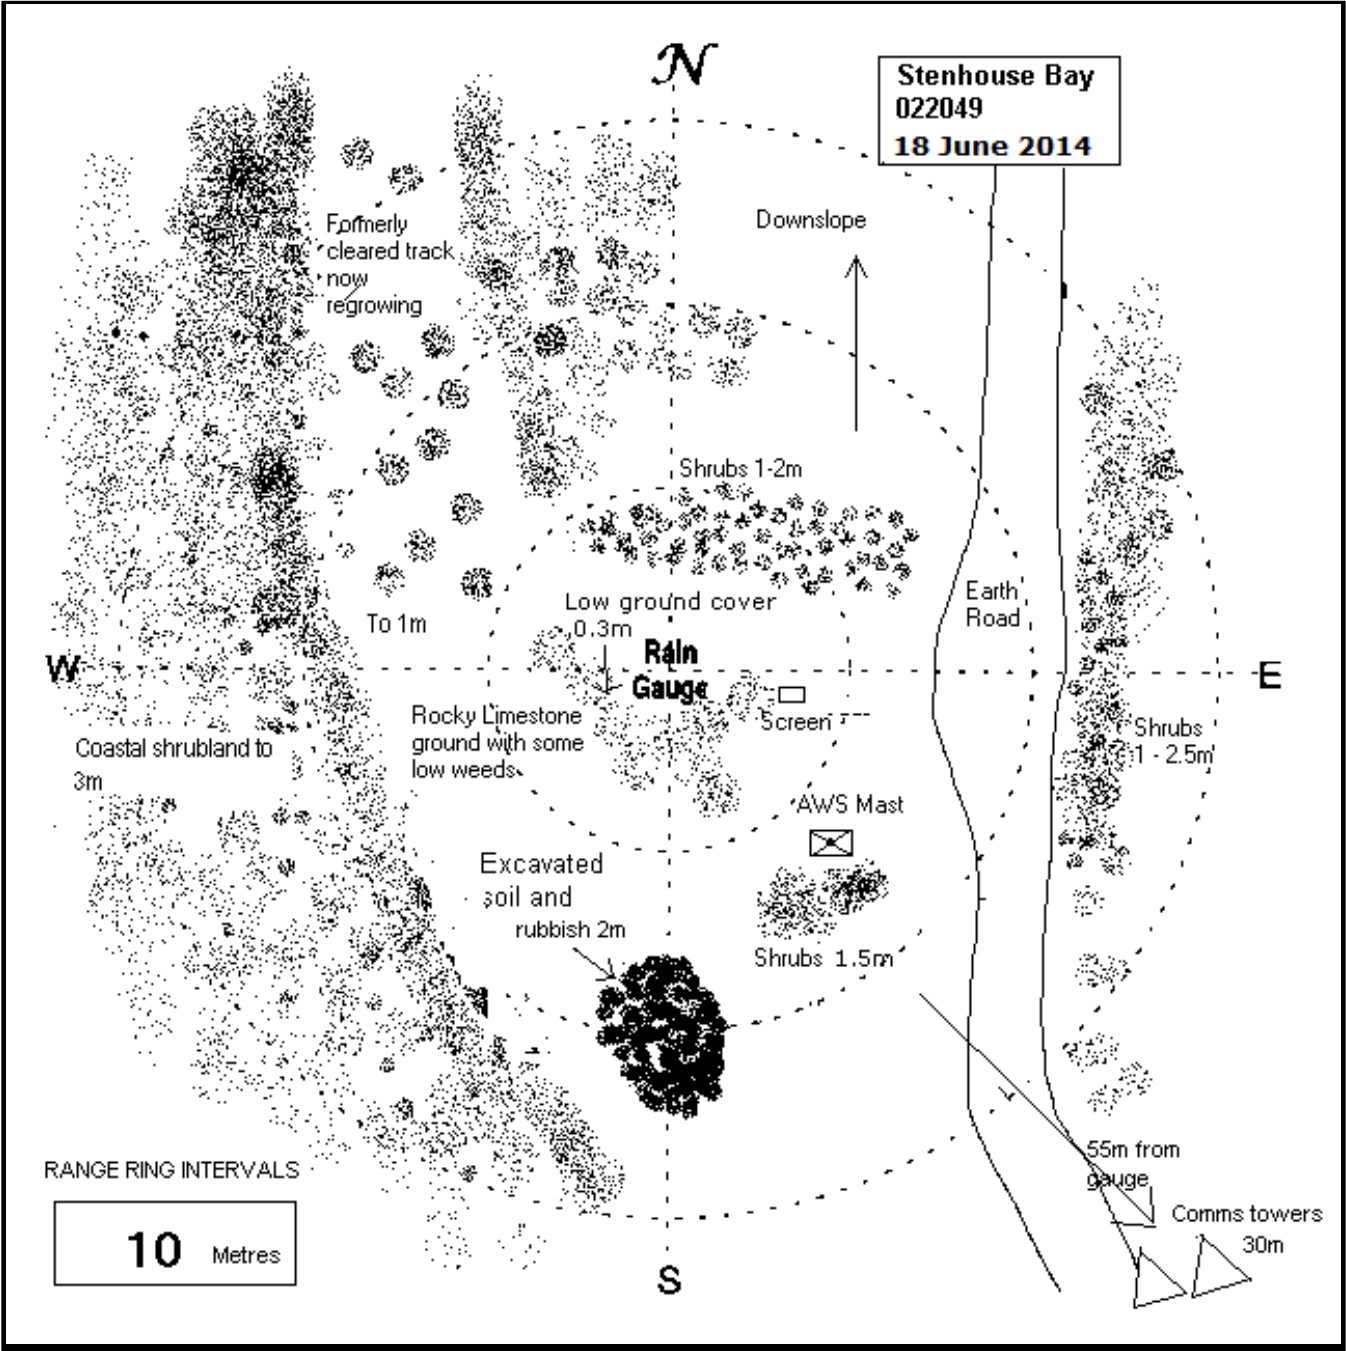 N
Stenhouse Bay
022049
18 June 2014
Downslope
Formerly
cleared track
now
regrowing
Shrubs 1-2m
Earth
Road
Low ground cover
0.3m
To 1m
Rain
Gauge
W
E
Screen
Rocky Limestone
ground with some
low weeds
Coastal shrubland to
3m
Shrubs
1 - 2.5m
AWS Mast
Excavated
soil and
rubbish 2m
Shrubs 1.5m
55m from
gauge
Comms towers
30m
RANGE RING INTERVALS
10 Metres
S